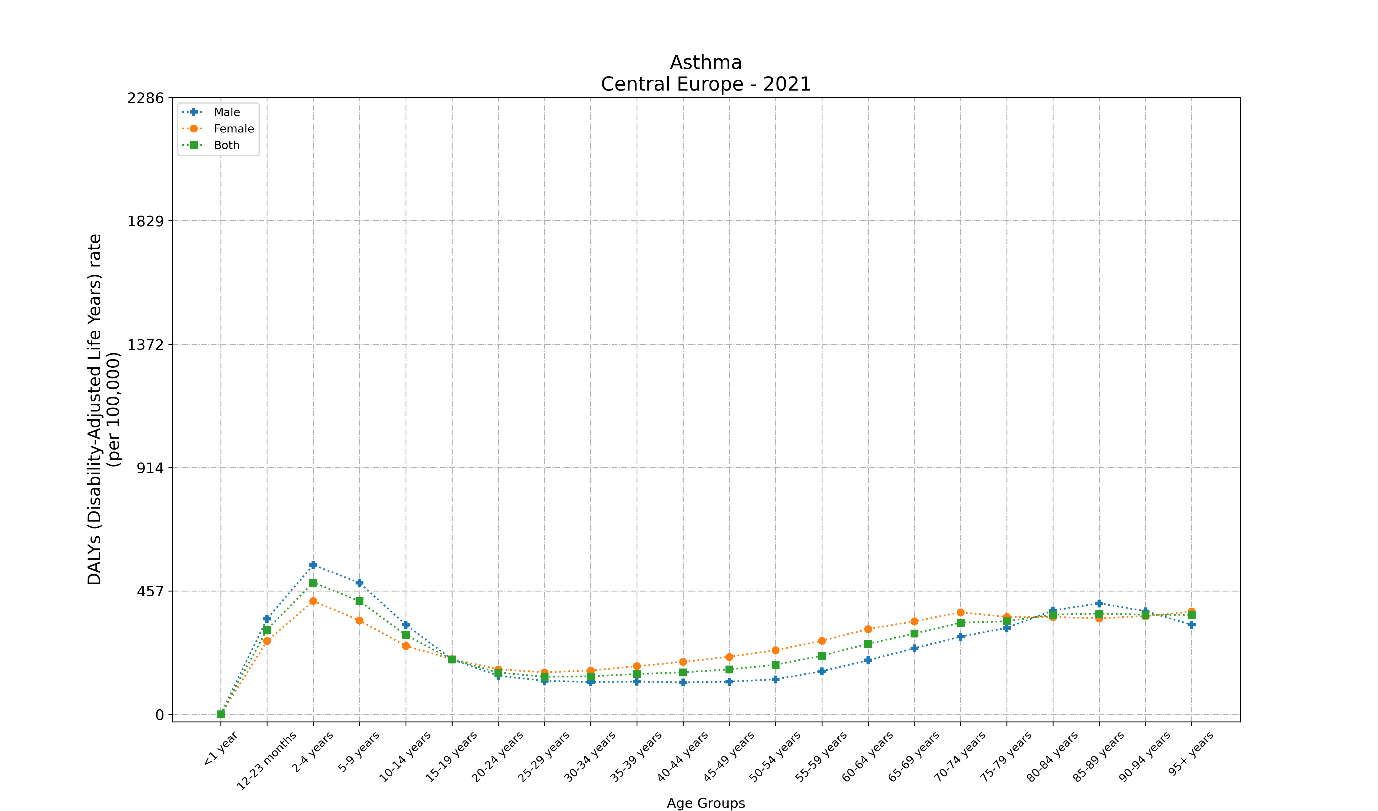 Asthma
Central Europe - 2021
Male
Female
Both
2286
1829
1372
914
457
0
DALYs (Disability-Adjusted Life Years) rate
(per 100,000)
<1 year
12-23 months
2-4 years
5-9 years
10-14 years
15-19 years
20-24 years
25-29 years
30-34 years
35-39 years
40-44 years
45-49 years
50-54 years
55-59 years
60-64 years
65-69 years
70-74 years
75-79 years
80-84 years
85-89 years
90-94 years
95+ years
Age Groups